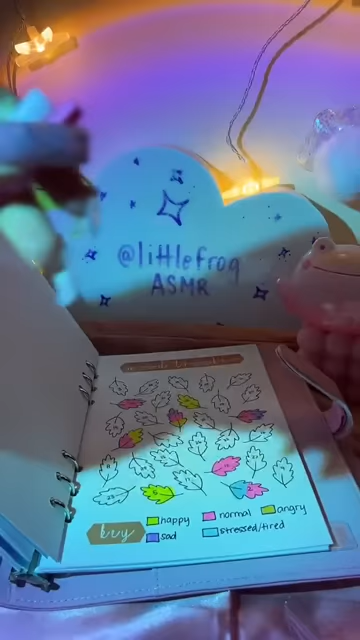 @littlefrog
ASMR
key
happy
normal
angry
sad
stressed/tired